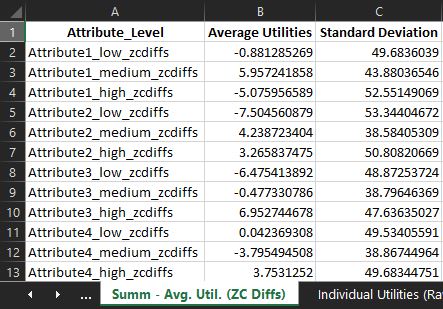 A B C
1 Attribute_Level Average Utilities Standard Deviation
2 Attribute1_low_zcdiffs -0.881285269 49.6836039
3 Attribute1_medium_zcdiffs 5.957241858 43.88036546
4 Attribute1_high_zcdiffs -5.075956589 52.55149069
5 Attribute2_low_zcdiffs -7.504560879 53.34404672
6 Attribute2_medium_zcdiffs 4.238723404 38.58405309
7 Attribute2_high_zcdiffs 3.265837475 50.80820669
8 Attribute3_low_zcdiffs -6.475413892 48.87253724
9 Attribute3_medium_zcdiffs -0.477330786 38.79646369
10 Attribute3_high_zcdiffs 6.952744678 47.63635027
11 Attribute4_low_zcdiffs 0.042369308 49.53405591
12 Attribute4_medium_zcdiffs -3.795494508 38.86744964
13 Attribute4_high_zcdiffs 3.7531252 49.68344751
... Summ - Avg. Util. (ZC Diffs) Individual Utilities (Ra